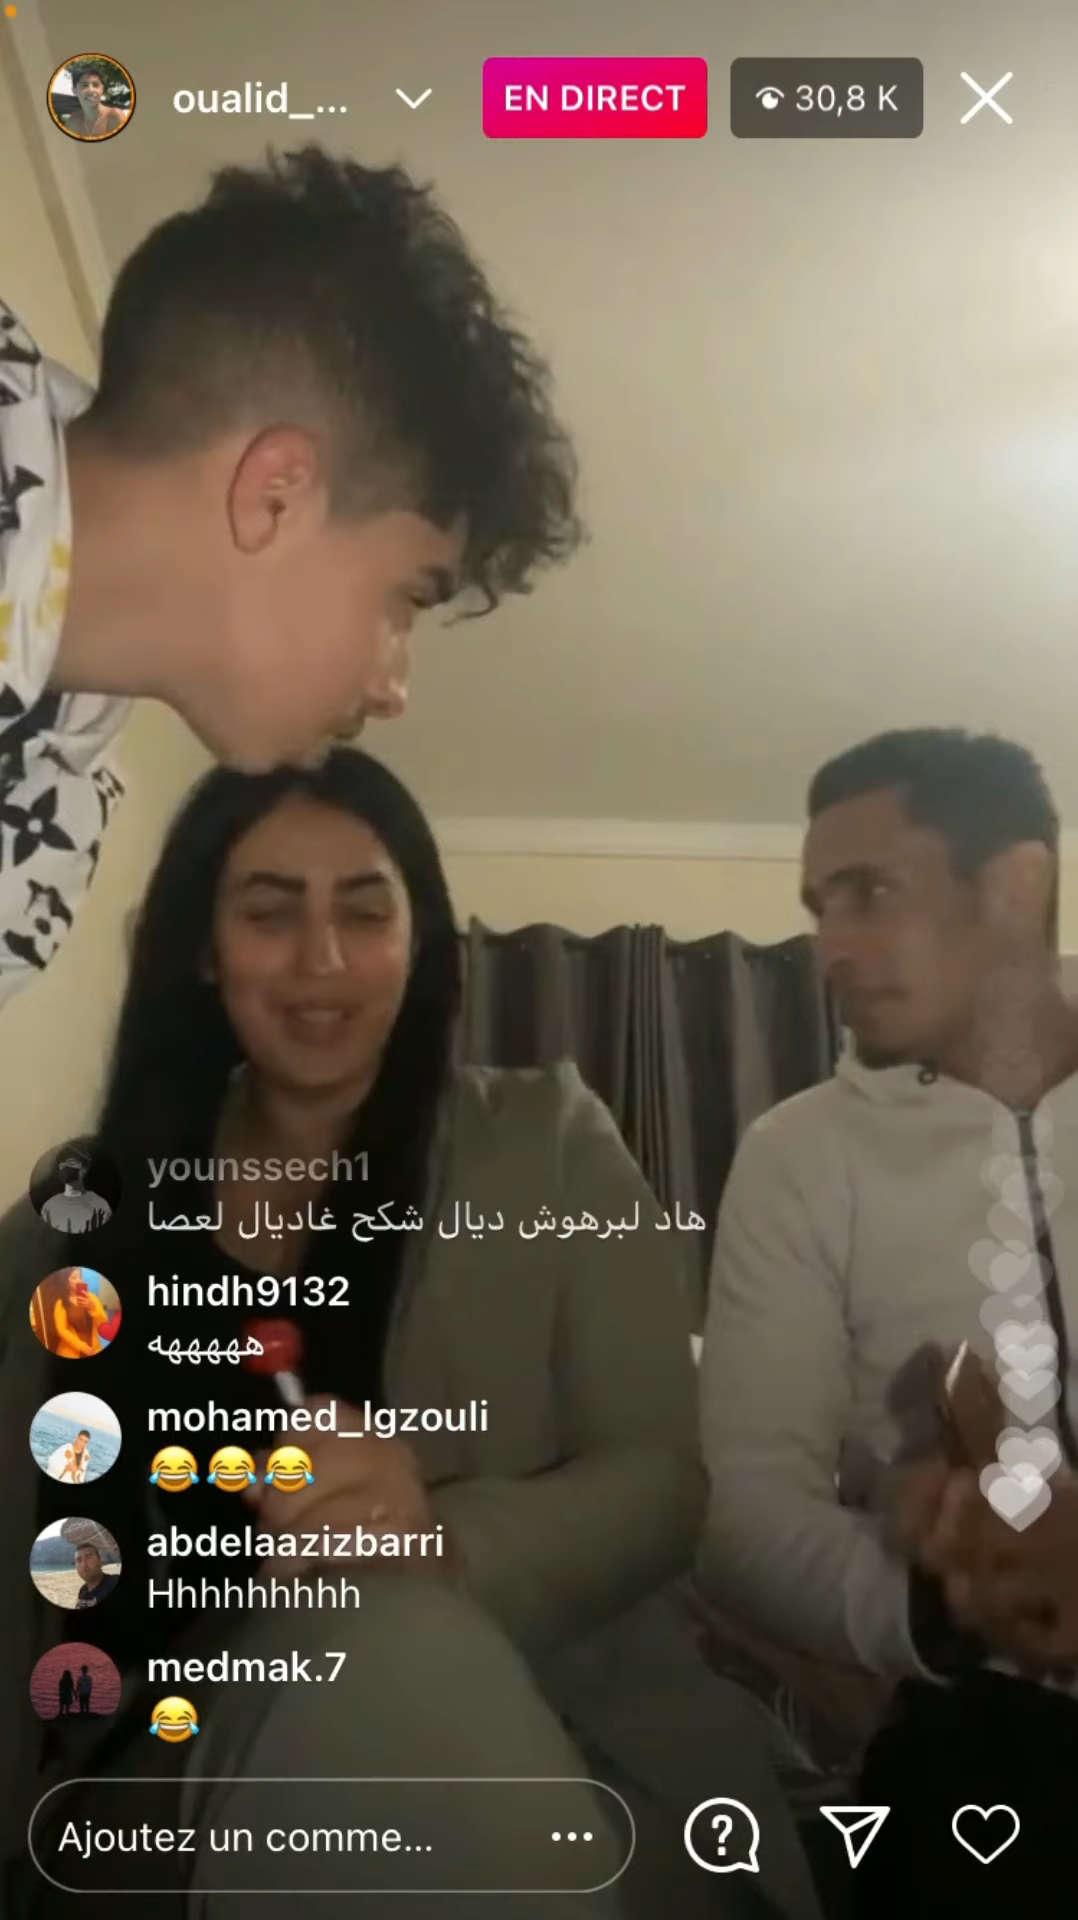 oualid_...
EN DIRECT
30,8 K
younssech1
هاد لبرهوش ديال شكح غاديال لعصا
hindh9132
هههههه
mohamed_lgzouli
😂😂😂
abdelaazizbarri
Hhhhhhhhh
medmak.7
😂
Ajoutez un comme...